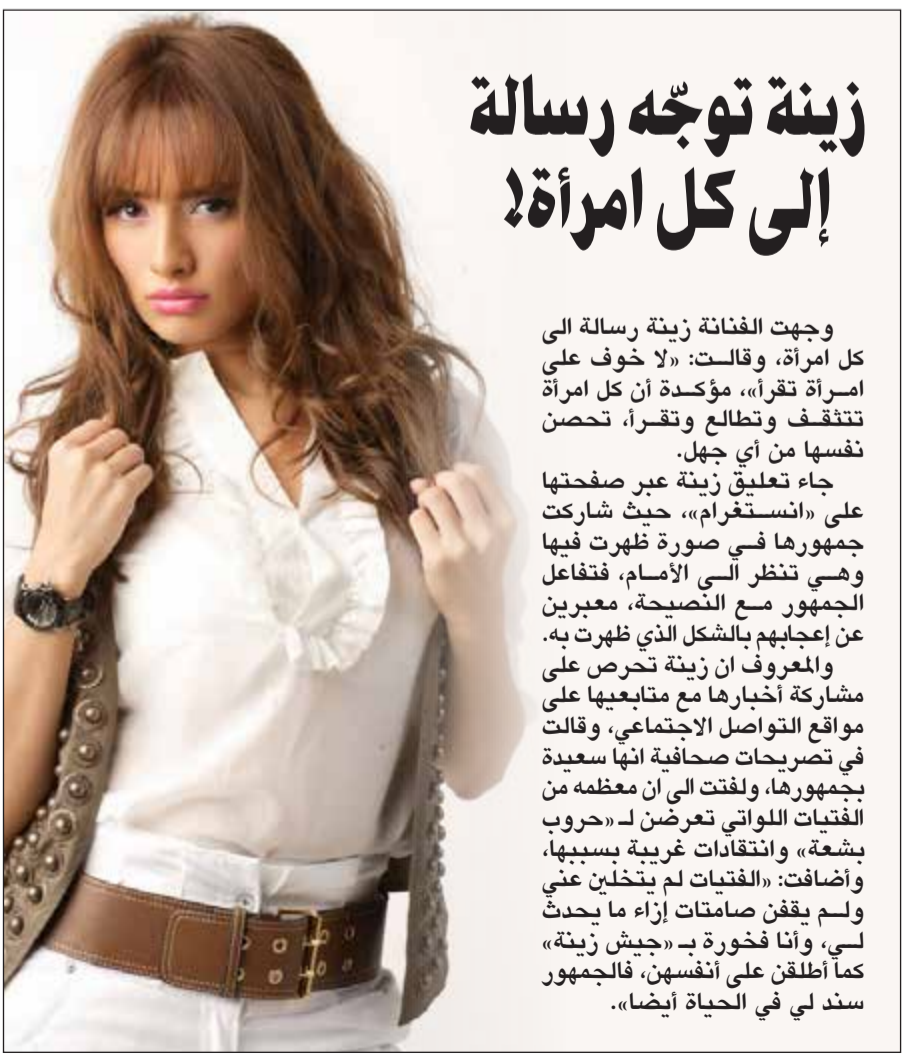 زينة توجّه رسالة
إلى كل امرأة!
وجهت الفنانة زينة رسالة الى
كل امرأة، وقالت: «لا خوف على
امرأة تقرأ»، مؤكدة أن كل امرأة
تتثقف وتطالع وتقرأ، تحصن
نفسها من أي جهل.
جاء تعليق زينة عبر صفحتها
على «انستغرام»، حيث شاركت
جمهورها في صورة ظهرت فيها
وهي تنظر الى الأمام، فتفاعل
الجمهور مع النصيحة، معبرين
عن إعجابهم بالشكل الذي ظهرت به.
والمعروف ان زينة تحرص على
مشاركة أخبارها مع متابعيها على
مواقع التواصل الاجتماعي، وقالت
في تصريحات صحافية انها سعيدة
بجمهورها، ولفتت الى ان معظمه من
الفتيات اللواتي تعرضن لـ «حروب
بشعة» وانتقادات غريبة بسببها،
وأضافت: «الفتيات لم يتخلين عني
ولم يقفن صامتات إزاء ما يحدث
لي، وأنا فخورة بـ «جيش زينة»
كما أطلقن على أنفسهن، فالجمهور
سند لي في الحياة أيضا».